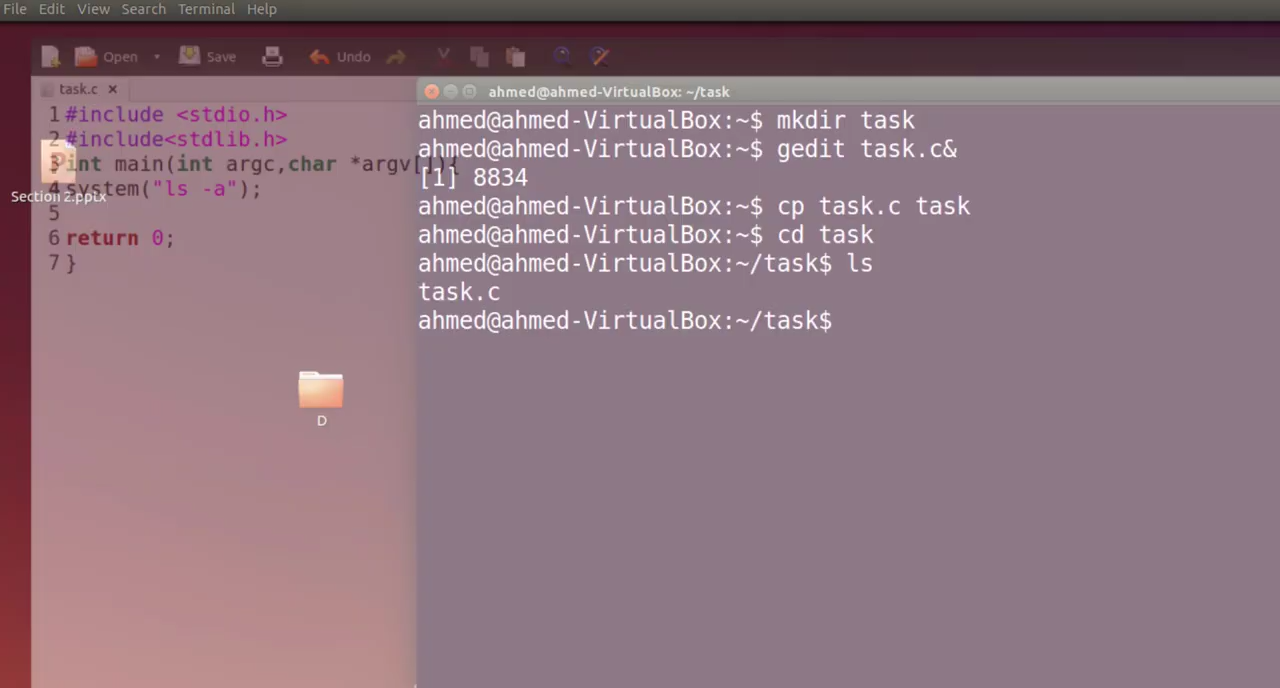 File Edit View Search Terminal Help
Open Save Undo
task.c
1 #include <stdio.h>
2 #include<stdlib.h>
3 int main(int argc,char *argv[]){
4 system("ls -a");
5
6 return 0;
7 }
Section 2.pptx
D
ahmed@ahmed-VirtualBox: ~/task
ahmed@ahmed-VirtualBox:~$ mkdir task
ahmed@ahmed-VirtualBox:~$ gedit task.c&
[1] 8834
ahmed@ahmed-VirtualBox:~$ cp task.c task
ahmed@ahmed-VirtualBox:~$ cd task
ahmed@ahmed-VirtualBox:~/task$ ls
task.c
ahmed@ahmed-VirtualBox:~/task$